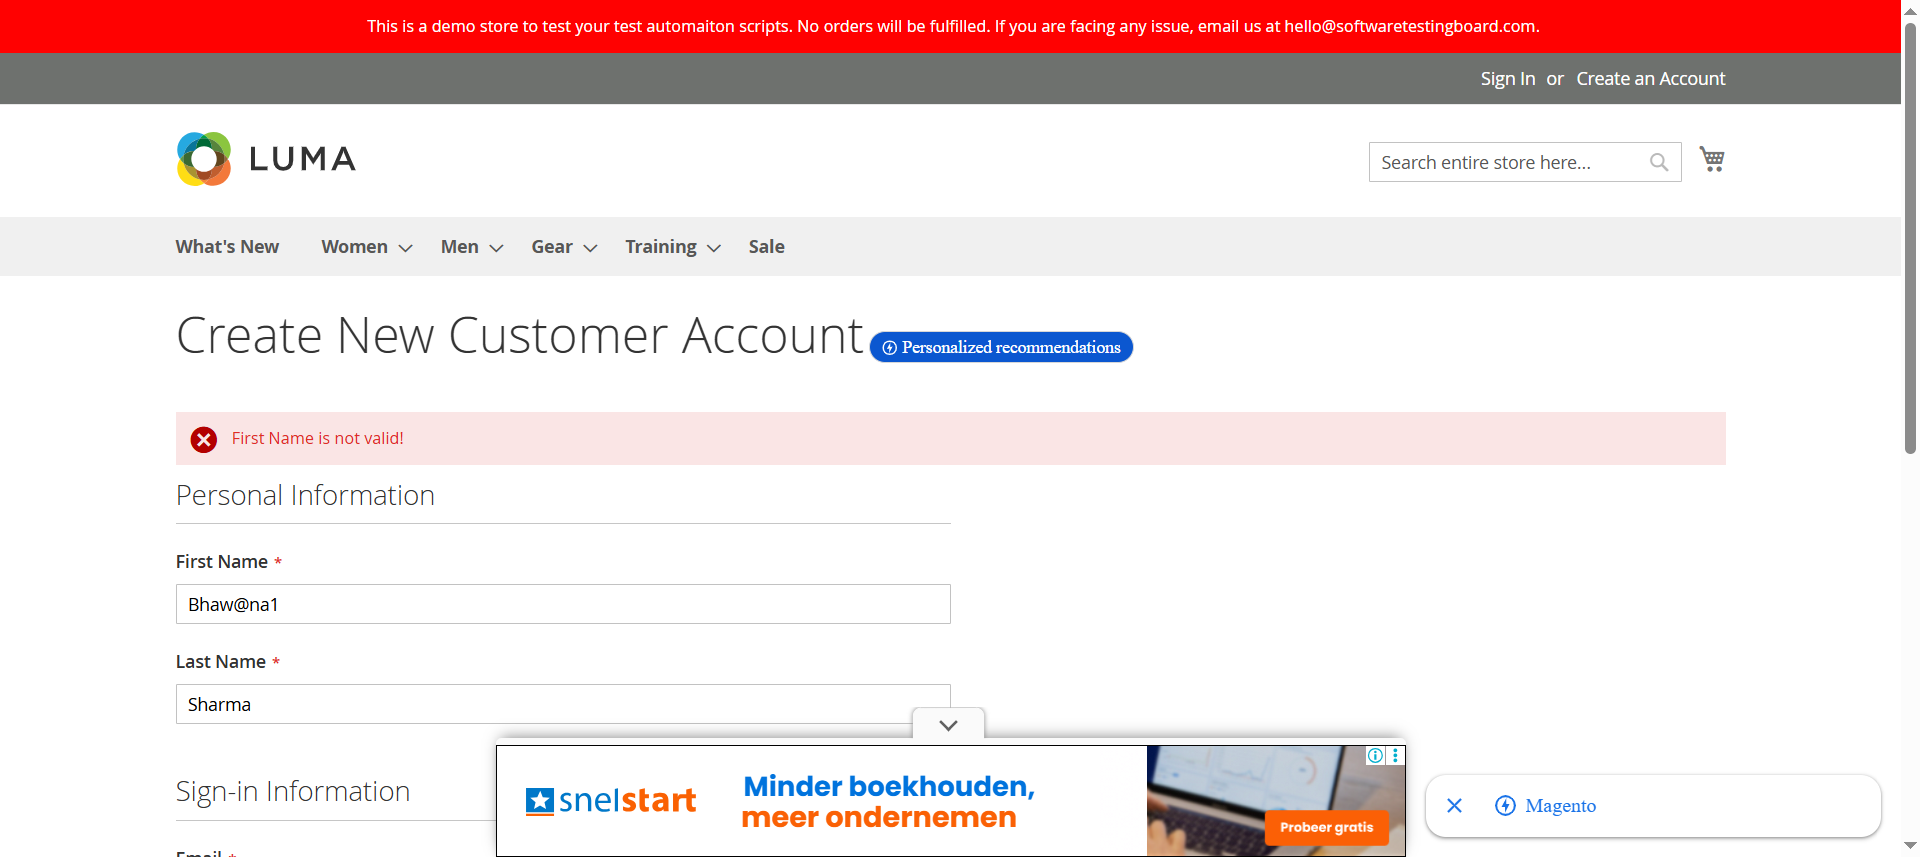 This is a demo store to test your test automaiton scripts. No orders will be fulfilled. If you are facing any issue, email us at hello@softwaretestingboard.com.
Sign In or Create an Account
LUMA
Search entire store here...
What's New Women Men Gear Training Sale
Create New Customer Account
Personalized recommendations
First Name is not valid!
Personal Information
First Name *
Bhaw@na1
Last Name *
Sharma
Sign-in Information
Email *
snelstart
Minder boekhouden,
meer ondernemen
Probeer gratis
Magento